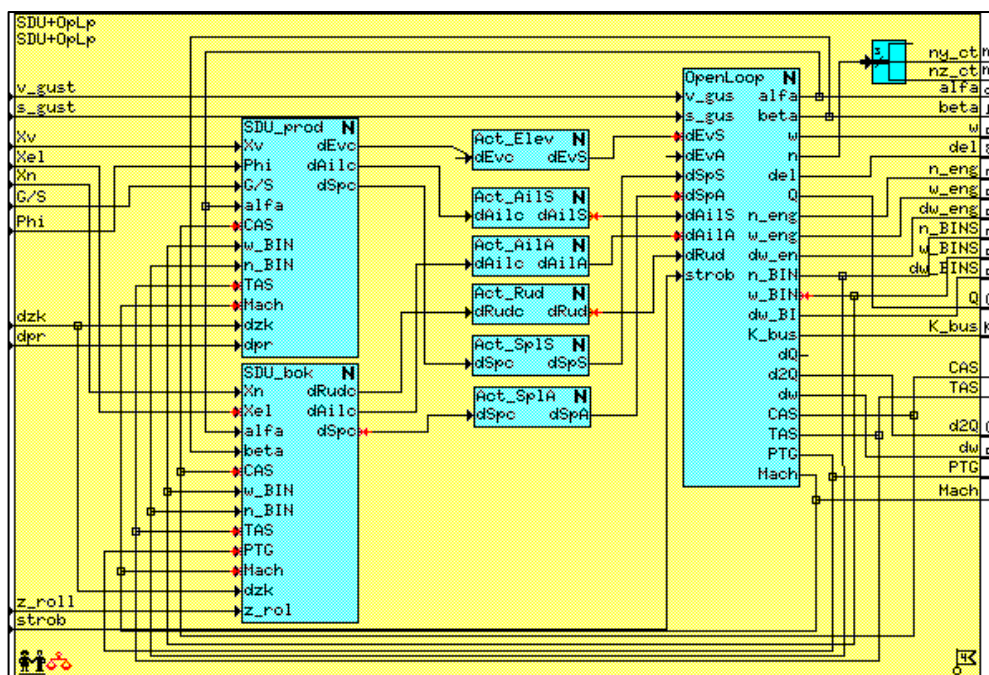 SDU+OpLp
SDU+OpLp
v_gust
s_gust
Xv
Xel
Xn
G/S
Phi
dzk
dpr
z_roll
strob
SDU_prod N
Xv dEvc
Phi dAilc
G/S dSpc
alfa
CAS
w_BIN
n_BIN
TAS
Mach
dzk
dpr
SDU_bok N
Xn dRudc
Xel dAilc
alfa dSpc
beta
CAS
w_BIN
n_BIN
TAS
PTG
Mach
dzk
z_rol
Act_Elev N
dEvc dEvS
Act_AilS N
dAilc dAilS
Act_AilA N
dAilc dAilA
Act_Rud N
dRudc dRud
Act_SplS N
dSpc dSpS
Act_SplA N
dSpc dSpA
OpenLoop N
v_gus alfa
s_gus beta
dEvS w
dEvA n
dSpS del
dSpA Q
dAilS n_eng
dAilA w_eng
dRud dw_en
strob n_BIN
w_BIN
dw_BI
K_bus
dQ
d2Q
dw
CAS
TAS
PTG
Mach
3
ny_ct
nz_ct
alfa
beta
w
del
n_eng
w_eng
dw_eng
n_BINS
w_BINS
dw_BINS
Q
K_bus
CAS
TAS
d2Q
dw
PTG
Mach
4